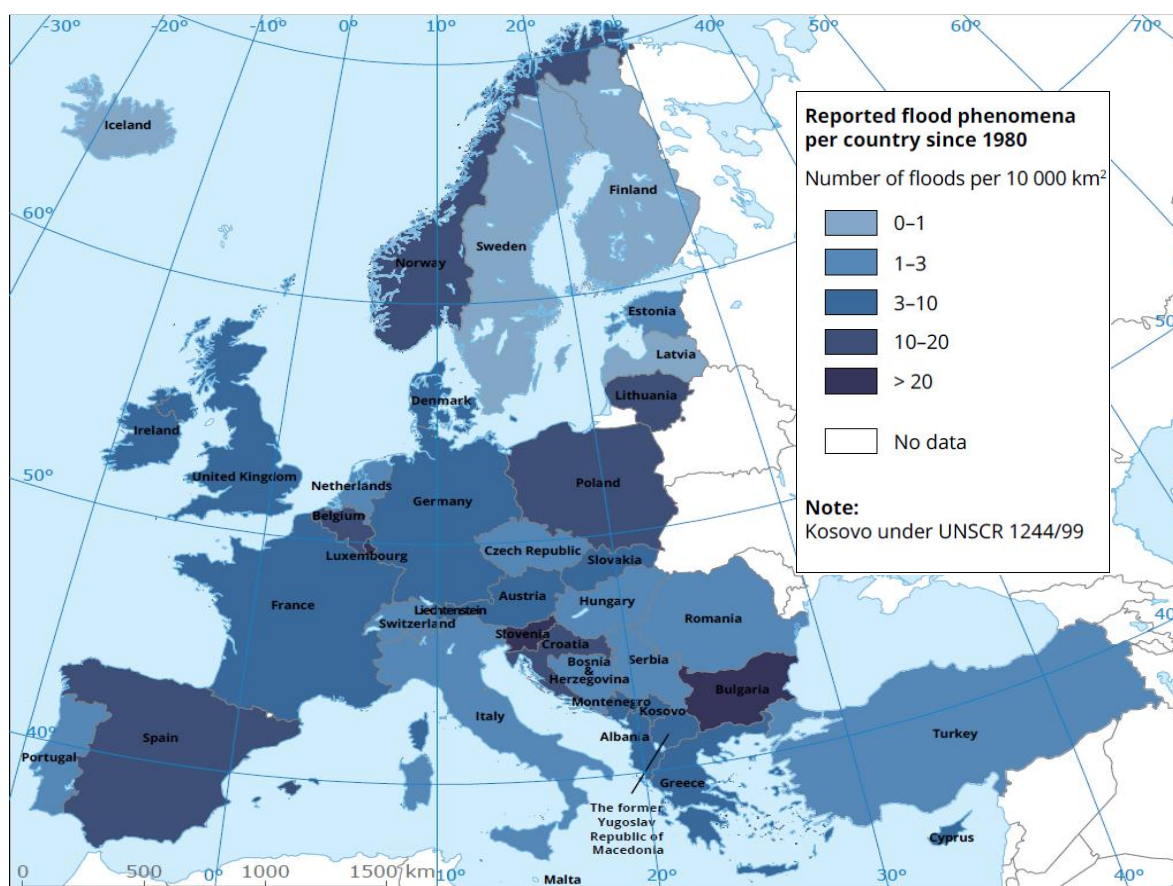 -30°
-20°
-10°
0°
10°
20°
30°
40°
50°
60°
70°
Iceland
60°
Finland
Sweden
Norway
Estonia
Latvia
Lithuania
Denmark
Ireland
United Kingdom
50°
Netherlands
Belgium
Luxembourg
Germany
Poland
Czech Republic
Slovakia
France
Austria
Liechtenstein
Switzerland
Hungary
Romania
Slovenia
Croatia
Bosnia
&
Herzegovina
Serbia
Montenegro
Kosovo
Bulgaria
Italy
Albania
Spain
Portugal
40°
Greece
Turkey
Cyprus
The former
Yugoslav
Republic of
Macedonia
Malta
0 500 1000 1500 km
0°
10°
20°
30°
40°
50
40
Reported flood phenomena
per country since 1980
Number of floods per 10 000 km²
0–1
1–3
3–10
10–20
> 20
No data
Note:
Kosovo under UNSCR 1244/99